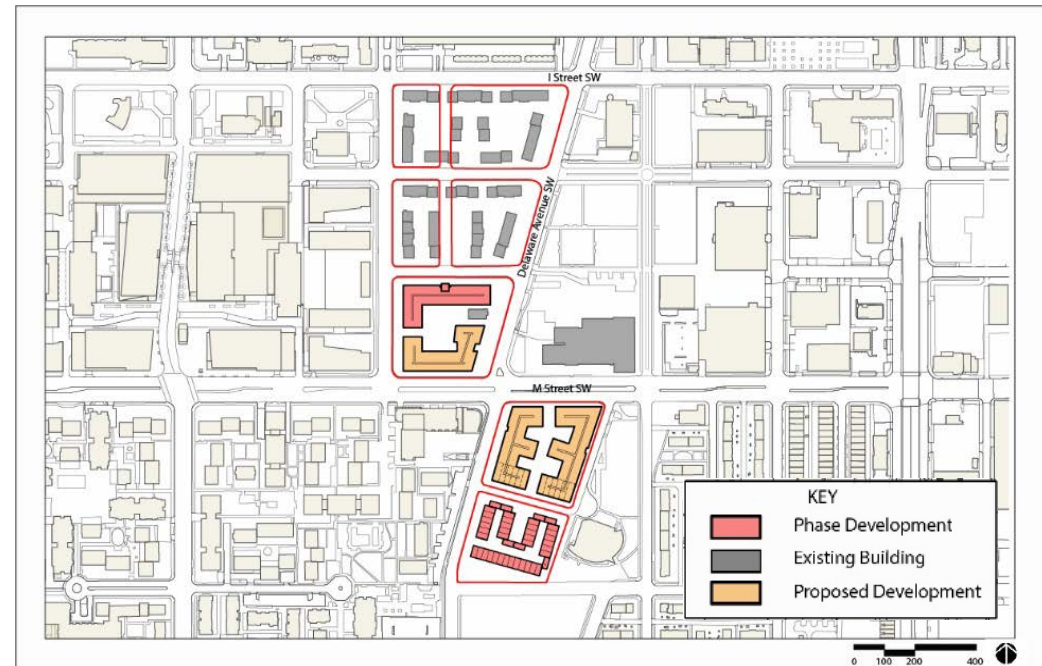 I Street SW
Delaware Avenue SW
M Street SW
KEY
Phase Development
Existing Building
Proposed Development
0 100 200 400